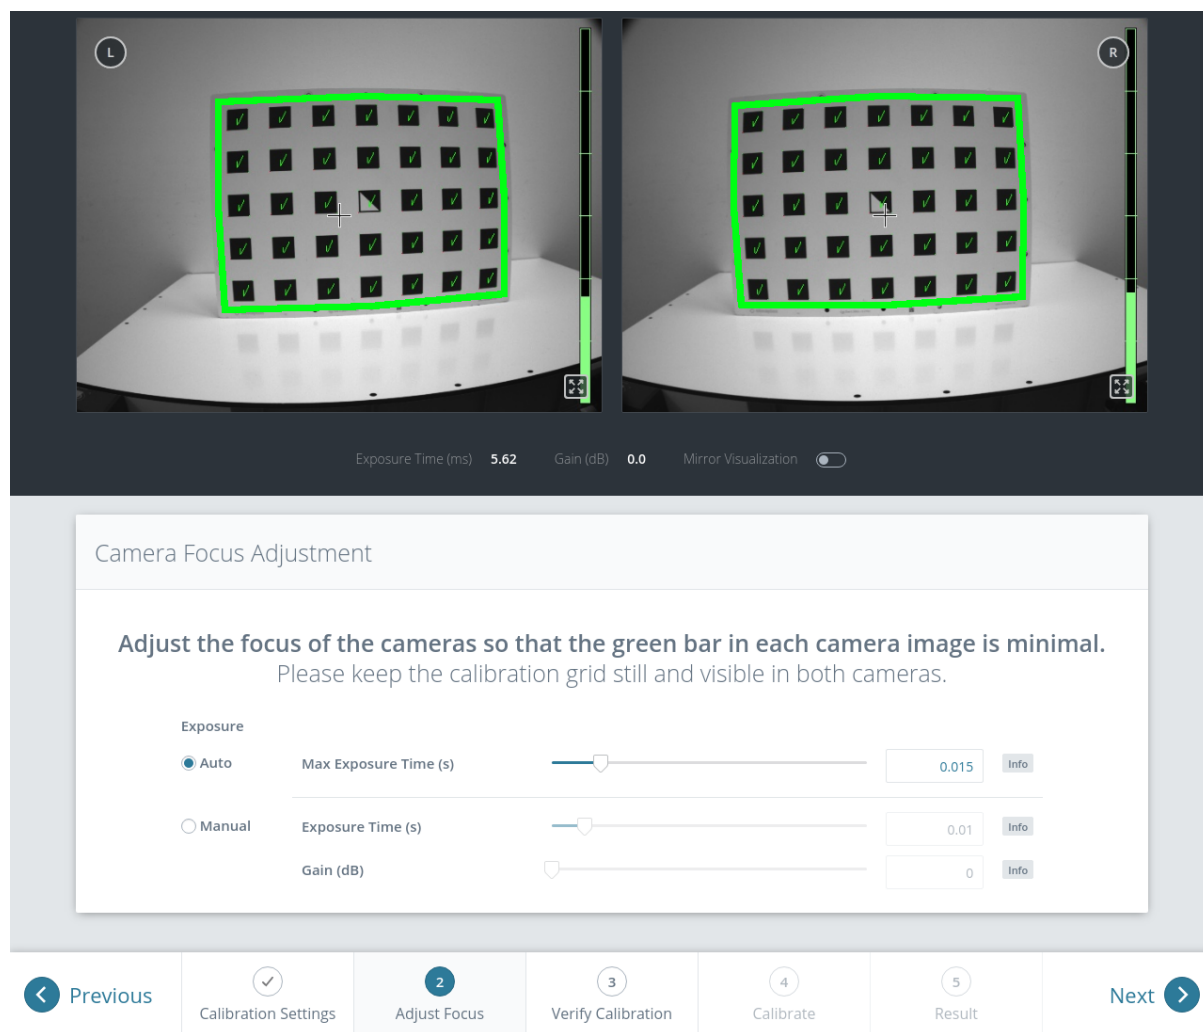 L
R
Exposure Time (ms) 5.62 Gain (dB) 0.0 Mirror Visualization
Camera Focus Adjustment
Adjust the focus of the cameras so that the green bar in each camera image is minimal.
Please keep the calibration grid still and visible in both cameras.
Exposure
Auto Max Exposure Time (s) 0.015 Info
Manual Exposure Time (s) 0.01 Info
Gain (dB) 0 Info
Previous
2 3 4 5
Calibration Settings Adjust Focus Verify Calibration Calibrate Result
Next